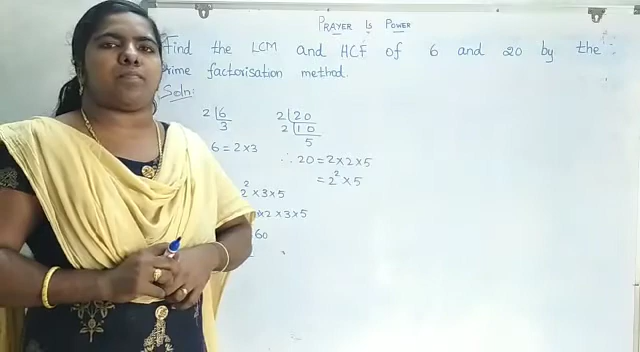 PRAYER IS POWER
Find the LCM and HCF of 6 and 20 by the
prime factorisation method.
Soln:
2 6 2 20
3 2 10
5
6 = 2×3 ∴ 20 = 2×2×5
= 2² × 5
2² × 3 × 5
×2×3×5
60